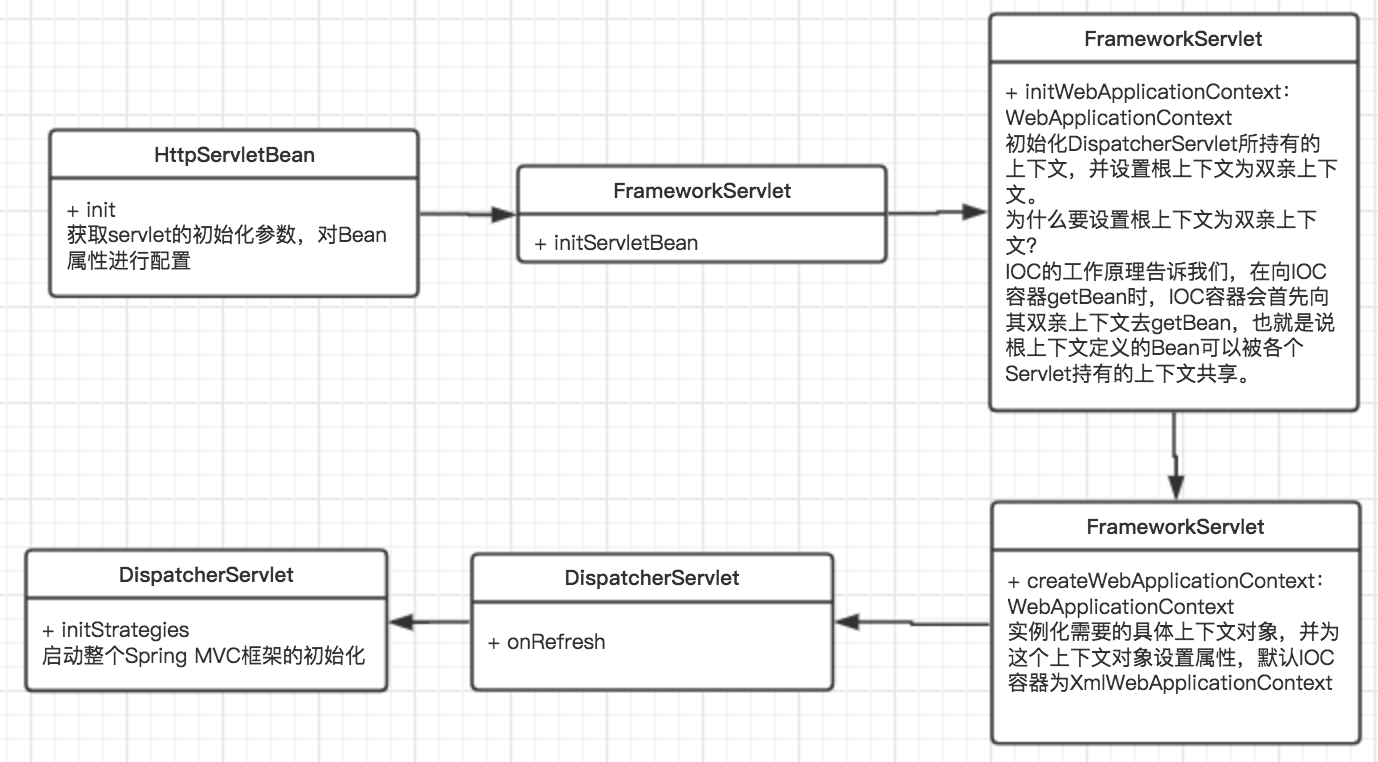 HttpServletBean
+ init
获取servlet的初始化参数，对Bean
属性进行配置
FrameworkServlet
+ initServletBean
FrameworkServlet
+ initWebApplicationContext：
WebApplicationContext
初始化DispatcherServlet所持有的
上下文，并设置根上下文为双亲上下
文。
为什么要设置根上下文为双亲上下
文？
IOC的工作原理告诉我们，在向IOC
容器getBean时，IOC容器会首先向
其双亲上下文去getBean，也就是说
根上下文定义的Bean可以被各个
Servlet持有的上下文共享。
FrameworkServlet
+ createWebApplicationContext：
WebApplicationContext
实例化需要的具体上下文对象，并为
这个上下文对象设置属性，默认IOC
容器为XmlWebApplicationContext
DispatcherServlet
+ onRefresh
DispatcherServlet
+ initStrategies
启动整个Spring MVC框架的初始化